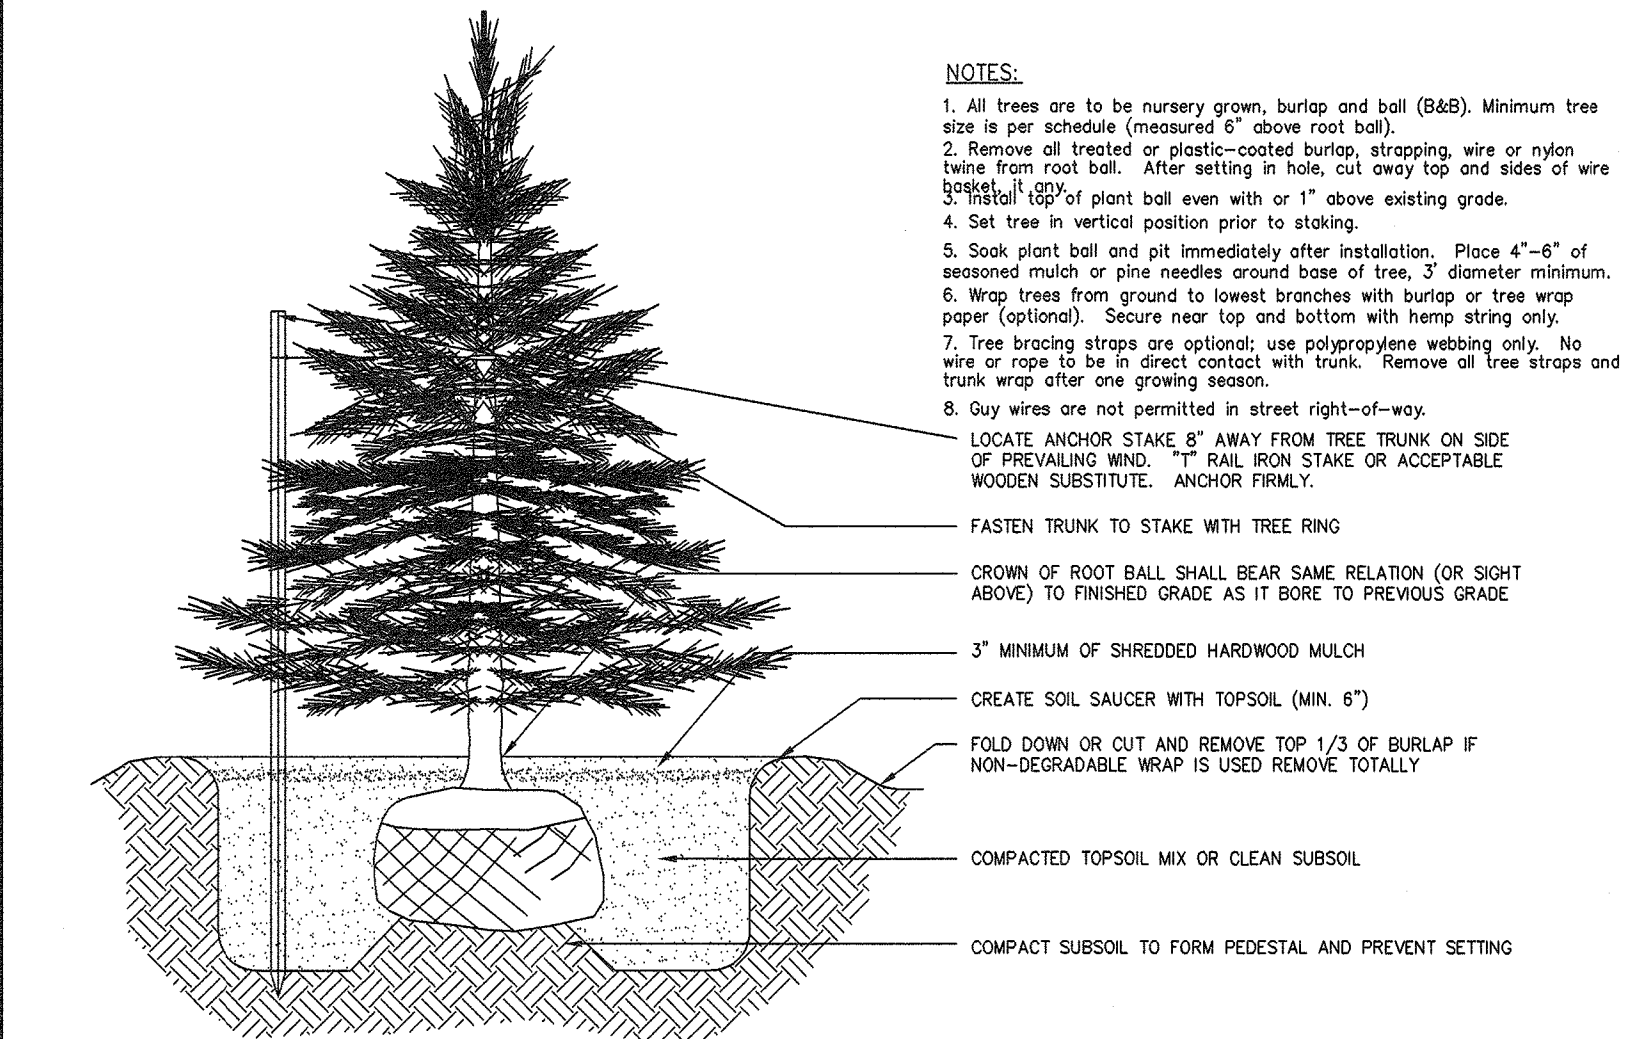 NOTES:
1. All trees are to be nursery grown, burlap and ball (B&B). Minimum tree
size is per schedule (measured 6" above root ball).
2. Remove all treated or plastic-coated burlap, strapping, wire or nylon
twine from root ball. After setting in hole, cut away top and sides of wire
basket, it any.
3. Install top of plant ball even with or 1" above existing grade.
4. Set tree in vertical position prior to staking.
5. Soak plant ball and pit immediately after installation. Place 4"-6" of
seasoned mulch or pine needles around base of tree, 3' diameter minimum.
6. Wrap trees from ground to lowest branches with burlap or tree wrap
paper (optional). Secure near top and bottom with hemp string only.
7. Tree bracing straps are optional; use polypropylene webbing only. No
wire or rope to be in direct contact with trunk. Remove all tree straps and
trunk wrap after one growing season.
8. Guy wires are not permitted in street right-of-way.
LOCATE ANCHOR STAKE 8" AWAY FROM TREE TRUNK ON SIDE
OF PREVAILING WIND. "T" RAIL IRON STAKE OR ACCEPTABLE
WOODEN SUBSTITUTE. ANCHOR FIRMLY.
FASTEN TRUNK TO STAKE WITH TREE RING
CROWN OF ROOT BALL SHALL BEAR SAME RELATION (OR SIGHT
ABOVE) TO FINISHED GRADE AS IT BORE TO PREVIOUS GRADE
3" MINIMUM OF SHREDDED HARDWOOD MULCH
CREATE SOIL SAUCER WITH TOPSOIL (MIN. 6")
FOLD DOWN OR CUT AND REMOVE TOP 1/3 OF BURLAP IF
NON-DEGRADABLE WRAP IS USED REMOVE TOTALLY
COMPACTED TOPSOIL MIX OR CLEAN SUBSOIL
COMPACT SUBSOIL TO FORM PEDESTAL AND PREVENT SETTING